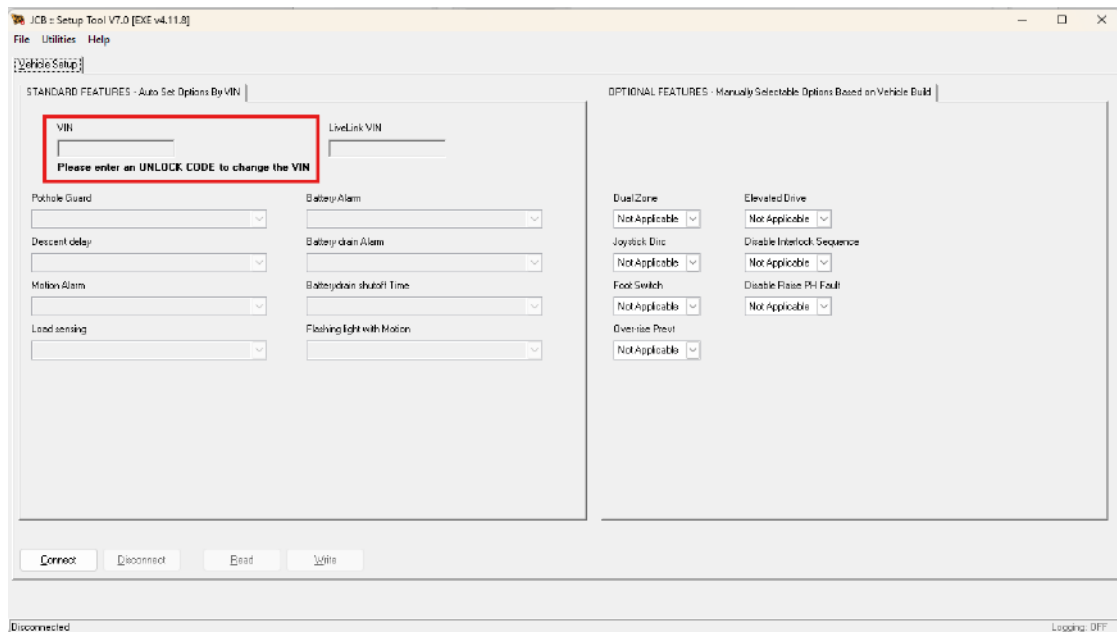 JCB :: Setup Tool V7.0 [EXE v4.11.8]
File Utilities Help
Vehicle Setup
STANDARD FEATURES - Auto Set Options By VIN
OPTIONAL FEATURES - Manually Selectable Options Based on Vehicle Build
VIN LiveLink VIN
Please enter an UNLOCK CODE to change the VIN
Pothole Guard Battery Alarm Dual Zone Elevated Drive
Not Applicable Not Applicable
Descent delay Battery drain Alarm Joystick Dirc Disable Interlock Sequence
Not Applicable Not Applicable
Motion Alarm Batterydrain shutoff Time Foot Switch Disable Raise PH Fault
Not Applicable Not Applicable
Load sensing Flashing light with Motion Over-rise Prevt
Not Applicable
Connect Disconnect Read Write
Disconnected Logging: OFF